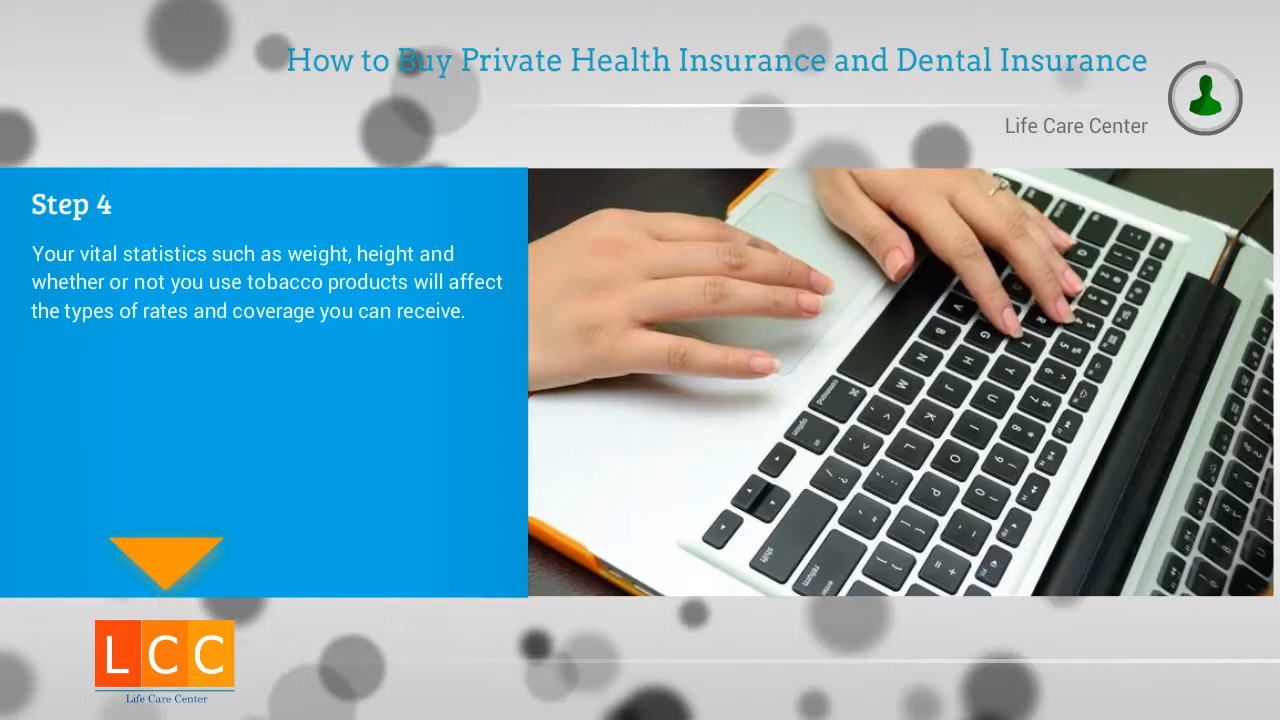 How to Buy Private Health Insurance and Dental Insurance
Life Care Center
Step 4
Your vital statistics such as weight, height and
whether or not you use tobacco products will affect
the types of rates and coverage you can receive.
LCC
Life Care Center